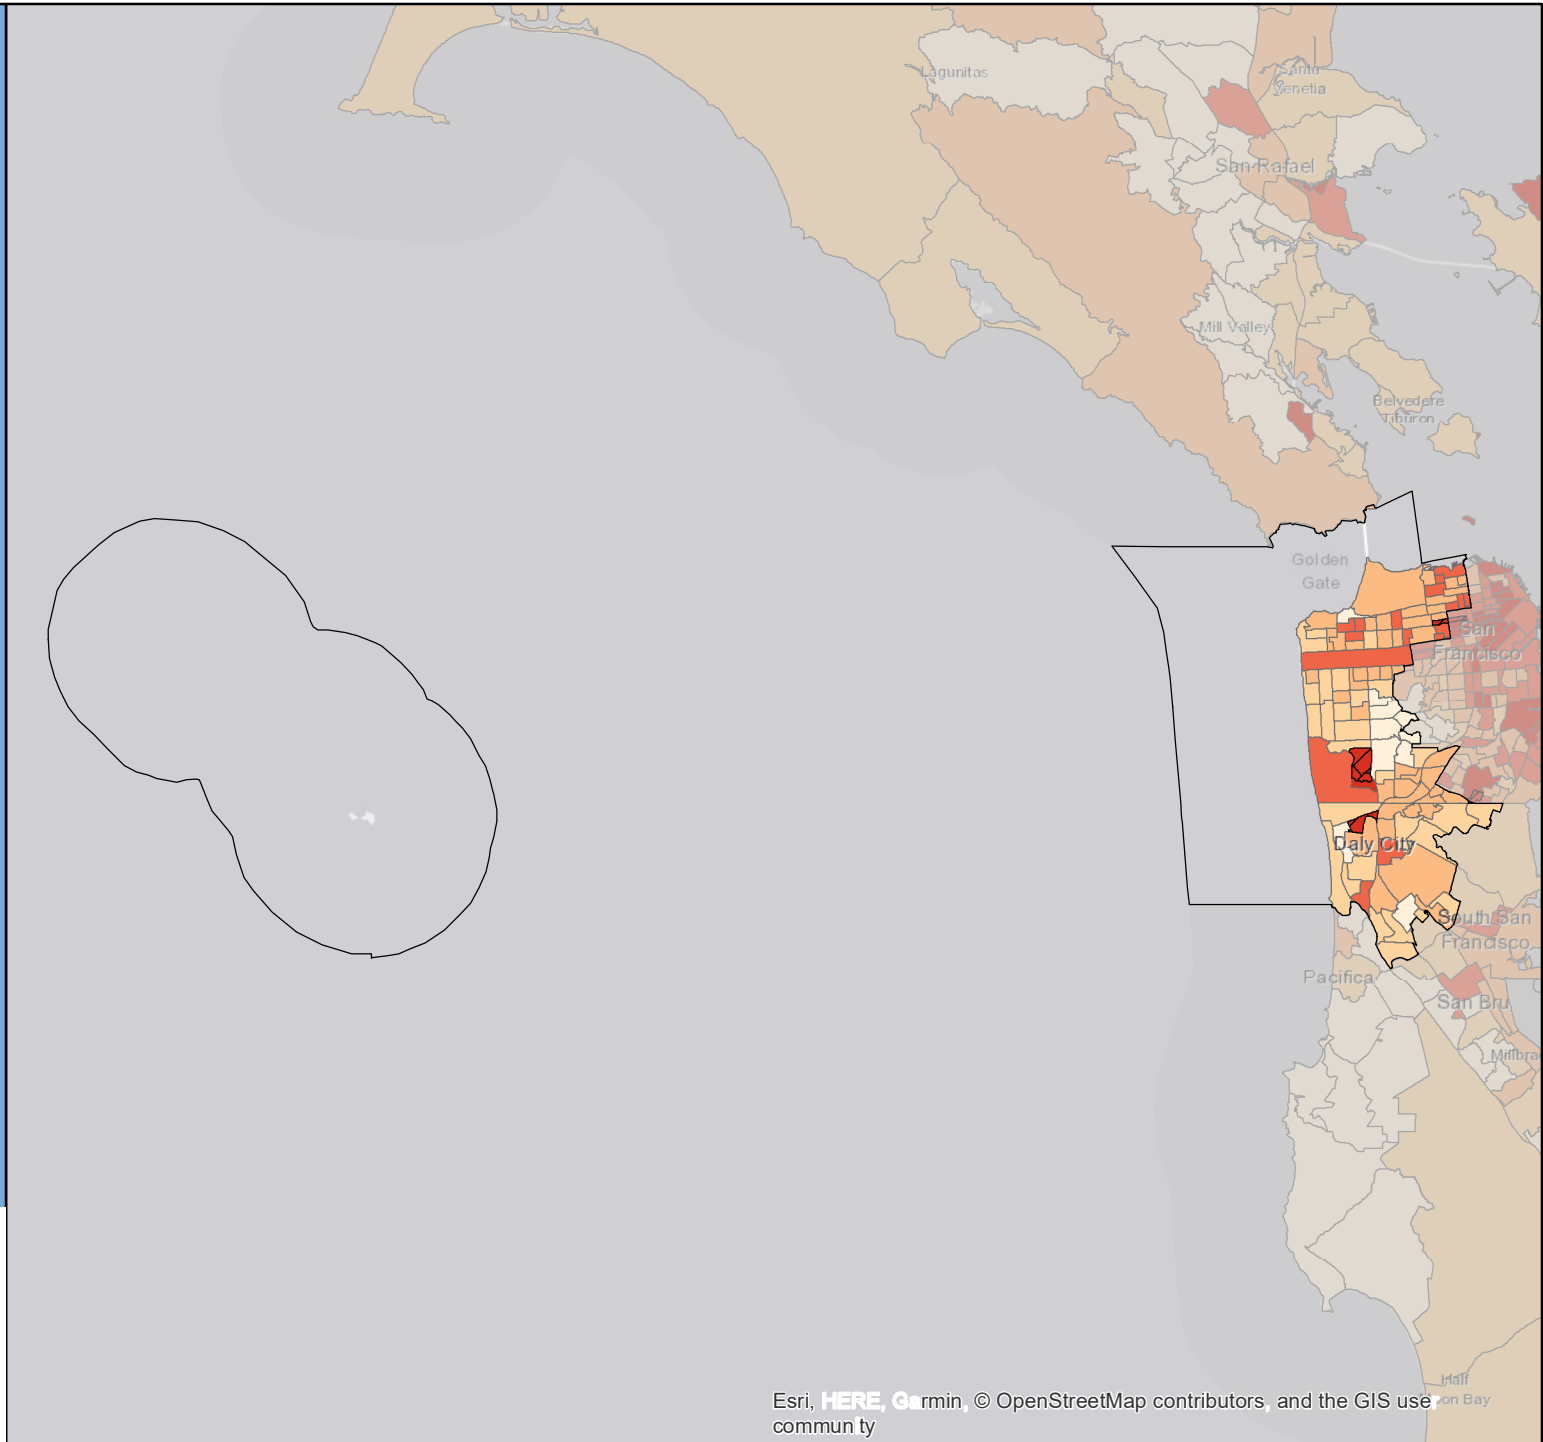 Lagunitas
Santa
Venetia
San Rafael
Mill Valley
Belvedere
Tiburon
Golden
Gate
San
Francisco
Daly City
South San
Francisco
Pacifica
San Bru
Millbra
Half
on Bay
Esri, HERE, Garmin, © OpenStreetMap contributors, and the GIS user
community